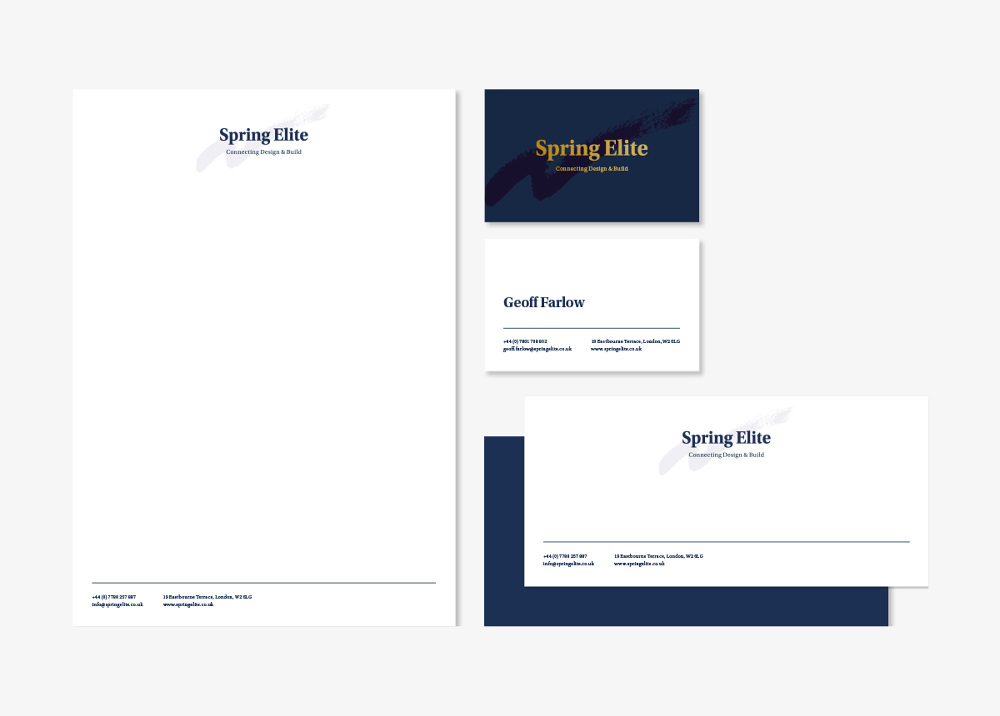 Spring Elite
Connecting Design & Build
+44 (0) 7780 257 887
info@springelite.co.uk
19 Eastbourne Terrace, London, W2 6LG
www.springelite.co.uk
Spring Elite
Connecting Design & Build
Geoff Farlow
+44 (0) 7801
geoff.farlow@springelite.co.uk
Eastbourne Terrace, London, W2 6LG
www.springelite.co.uk
Spring Elite
Connecting Design & Build
+44 (0) 7780 257 887
info@springelite.co.uk
19 Eastbourne Terrace, London, W2 6LG
www.springelite.co.uk